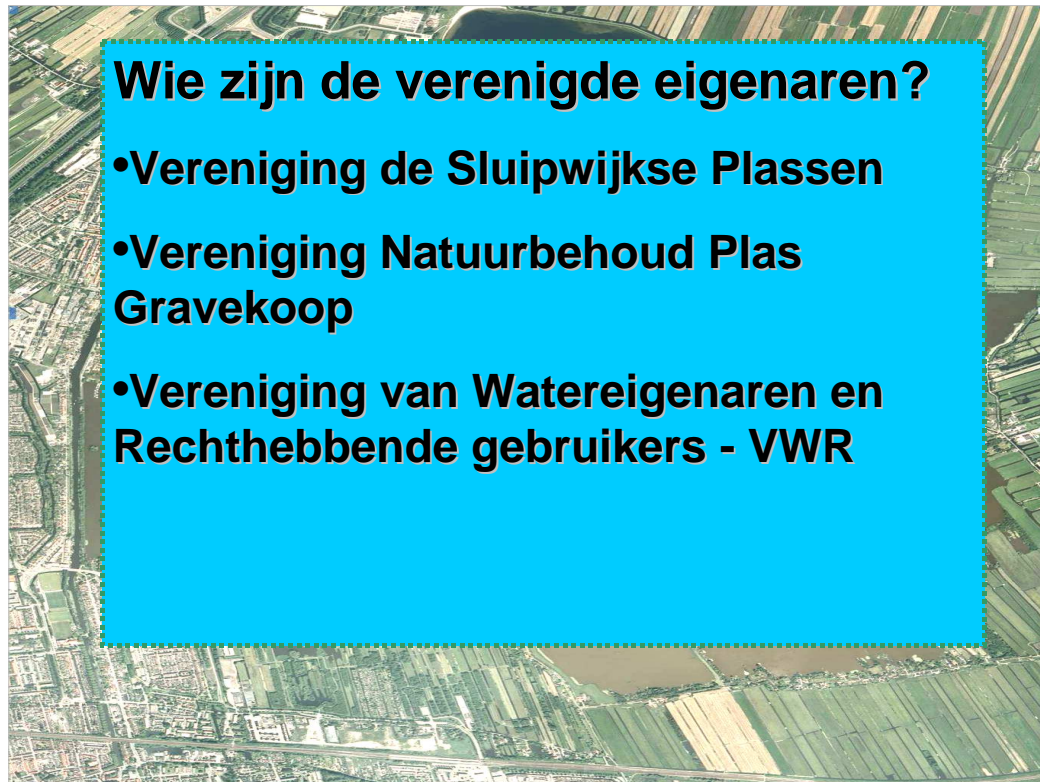 Wie zijn de verenigde eigenaren?
•Vereniging de Sluipwijkse Plassen
•Vereniging Natuurbehoud Plas
Gravekoop
•Vereniging van Watereigenaren en
Rechthebbende gebruikers - VWR